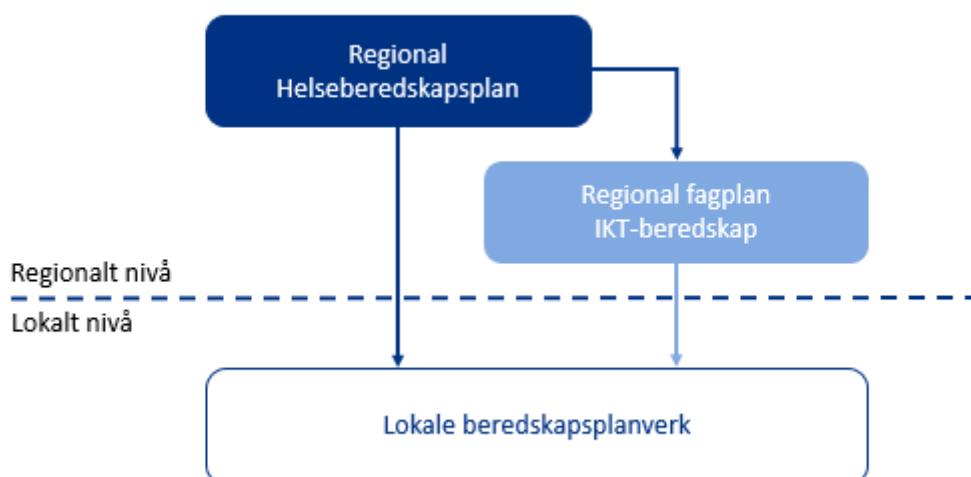 Regional
Helseberedskapsplan
Regional fagplan
IKT-beredskap
Regionalt nivå
Lokalt nivå
Lokale beredskapsplanverk